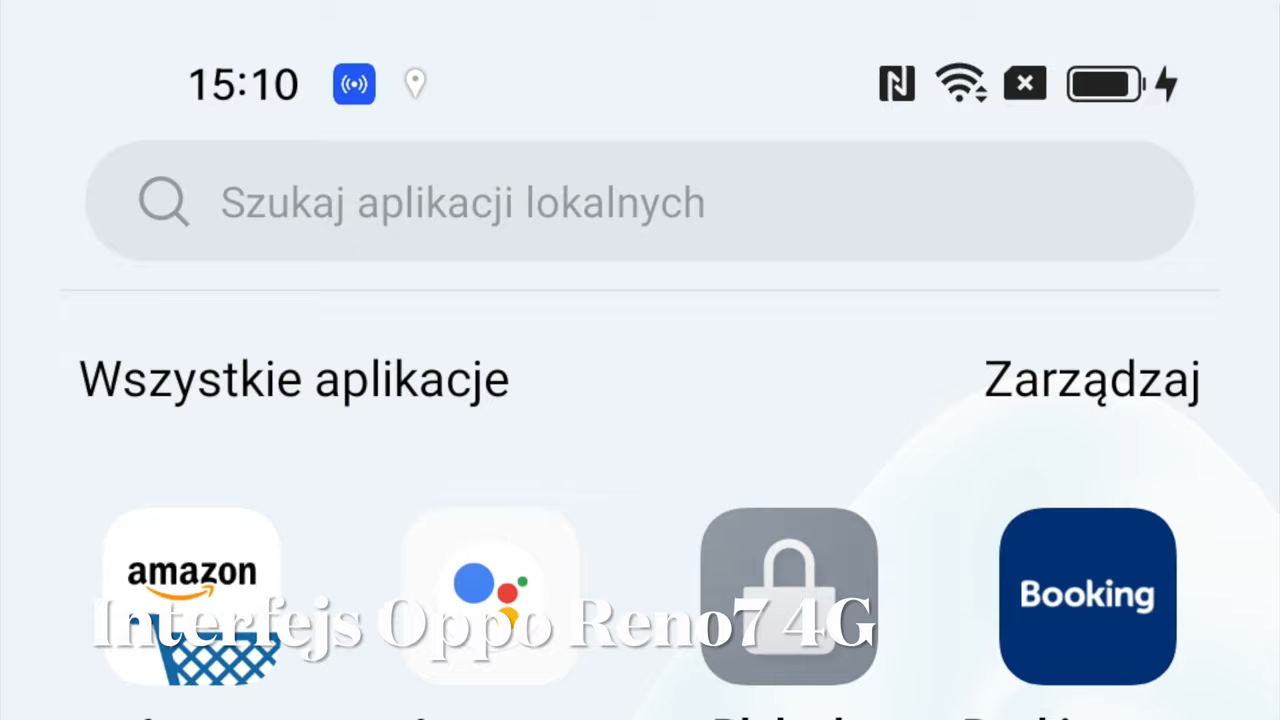 15:10
Szukaj aplikacji lokalnych
Wszystkie aplikacje
Zarządzaj
amazon
Booking
Interfejs Oppo Reno7 4G